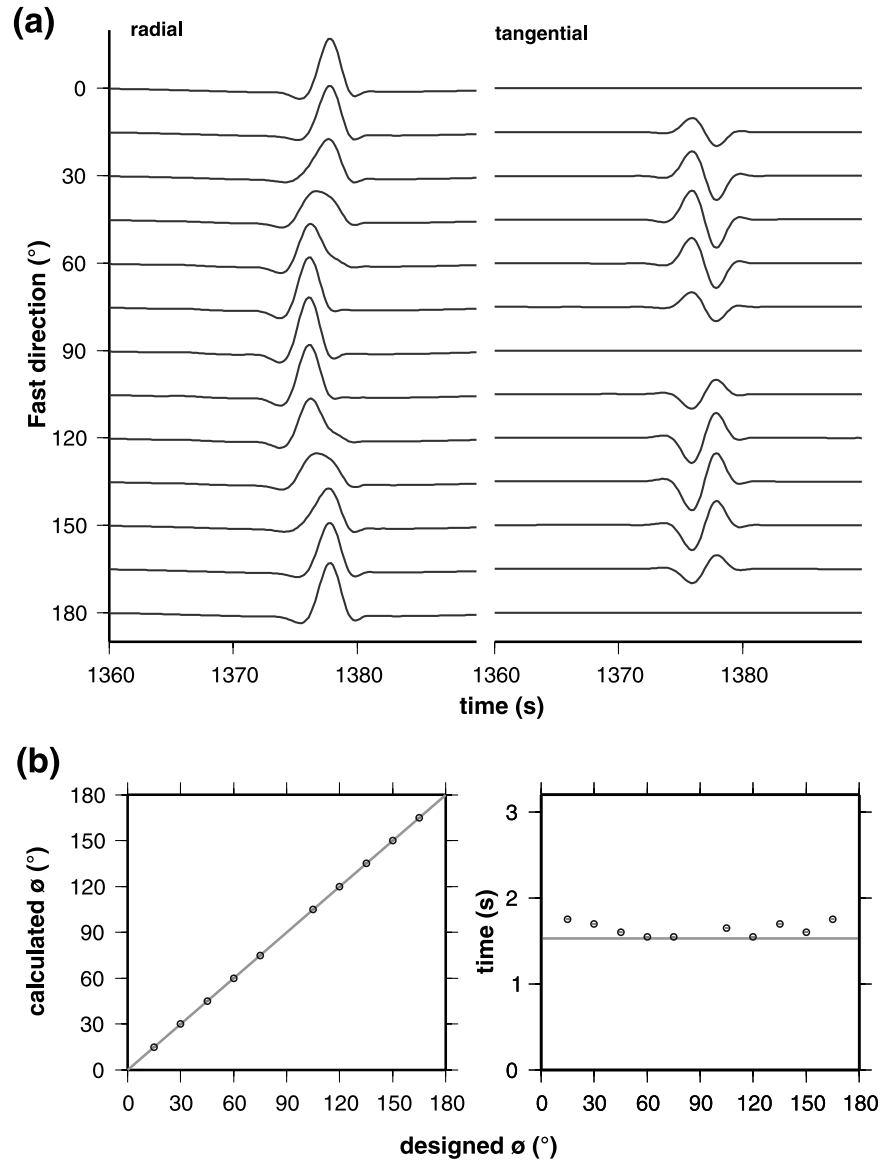 (a)
radial
tangential
0
30
60
90
120
150
180
Fast direction (°)
1360 1370 1380 1360 1370 1380
time (s)
(b)
180
150
120
90
60
30
0
calculated ø (°)
0 30 60 90 120 150 180
3
2
1
0
time (s)
0 30 60 90 120 150 180
designed ø (°)